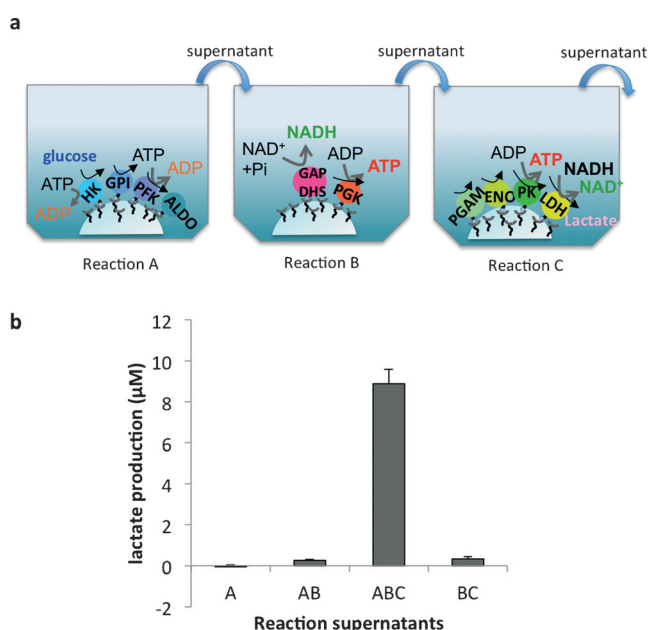 a
supernatant
supernatant
supernatant
glucose
ATP
ADP
HK
GPI
ATP
ADP
PFK
ALDO
Reaction A
NADH
NAD+
+Pi
ADP
ATP
GAP
DHS
PGK
Reaction B
ADP
ATP
NADH
NAD+
PGAM
ENO
PK
LDH
Lactate
Reaction C
b
lactate production (µM)
12
10
8
6
4
2
0
-2
A
AB
ABC
BC
Reaction supernatants